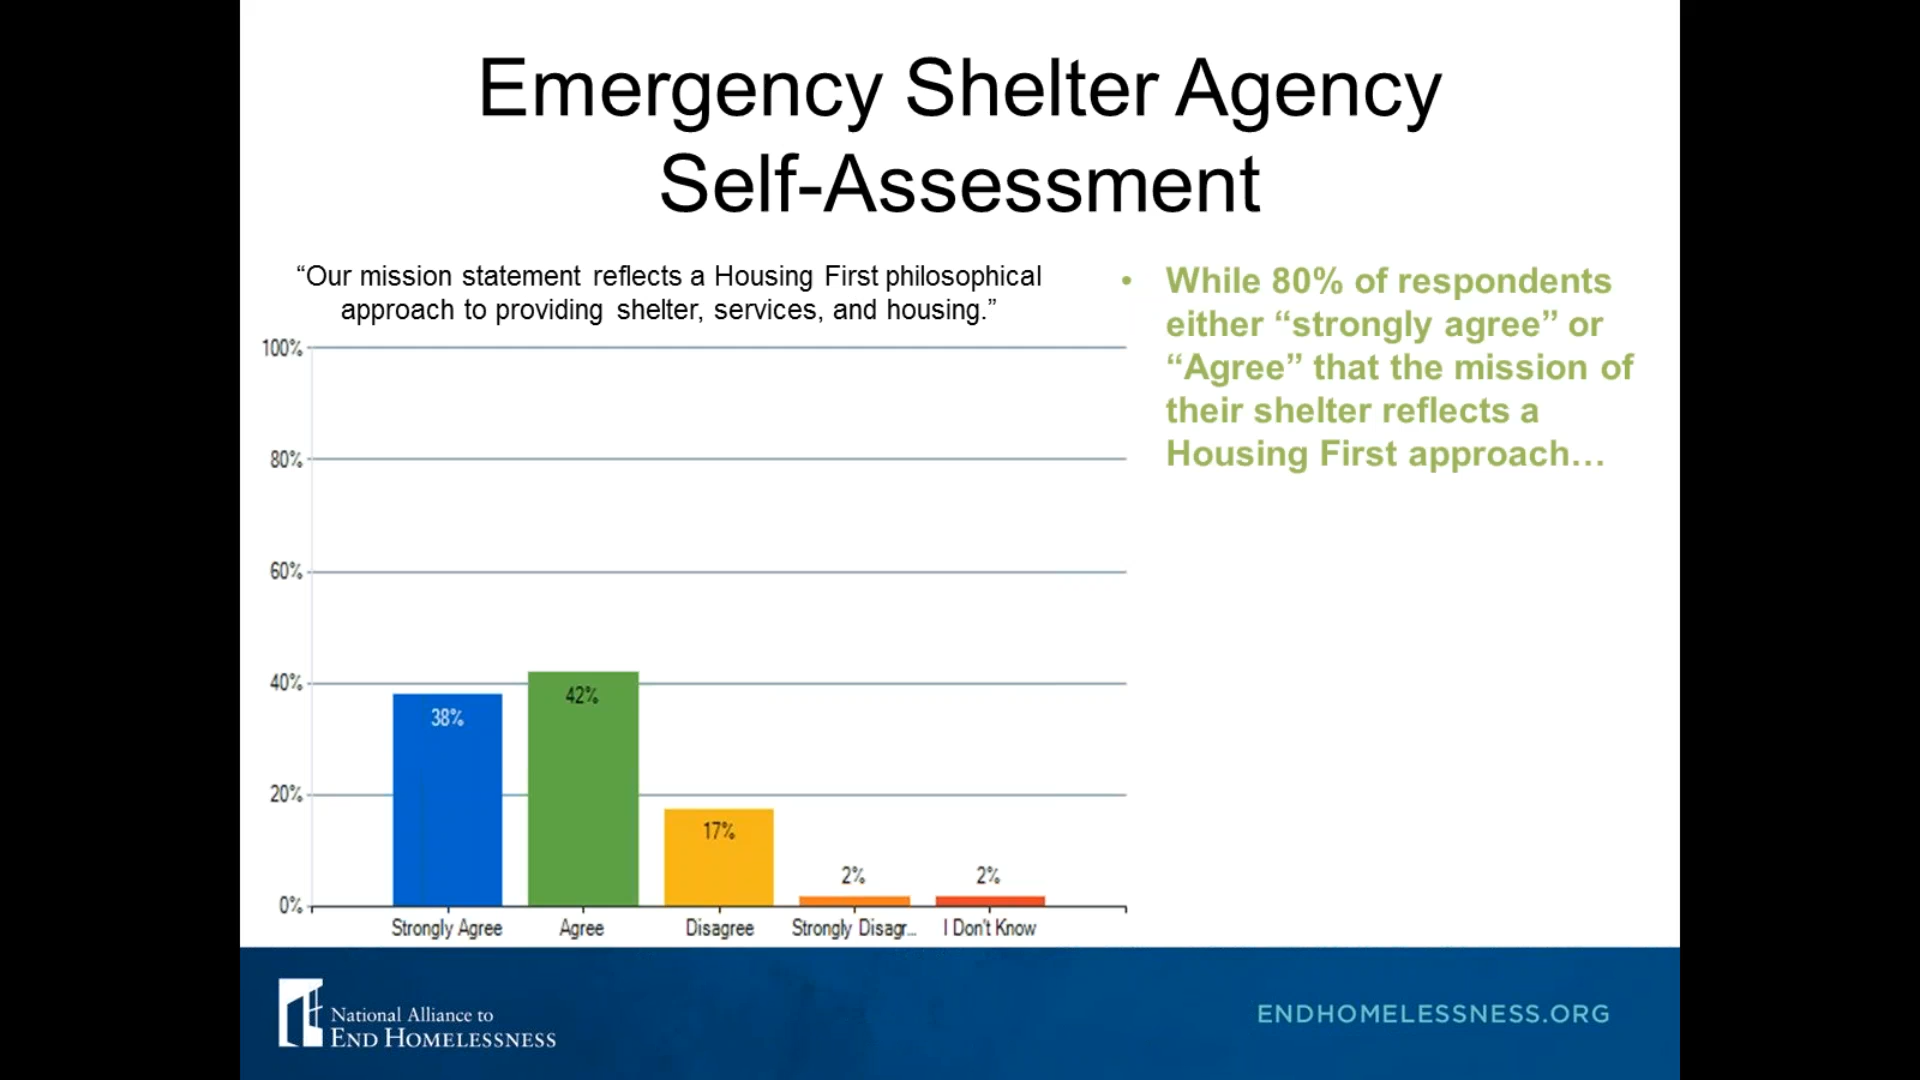 Emergency Shelter Agency
Self-Assessment
“Our mission statement reflects a Housing First philosophical
approach to providing shelter, services, and housing.”
• While 80% of respondents
either “strongly agree” or
“Agree” that the mission of
their shelter reflects a
Housing First approach…
100%
80%
60%
40%
20%
0%
38%
42%
17%
2%
2%
Strongly Agree
Agree
Disagree
Strongly Disagr...
I Don't Know
National Alliance to
END HOMELESSNESS
ENDHOMELESSNESS.ORG